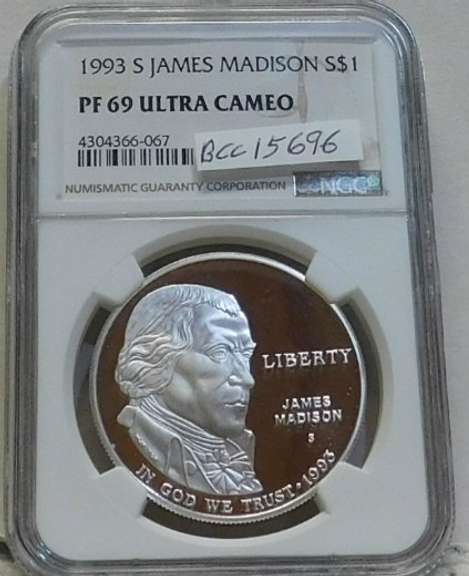 1993 S JAMES MADISON S$1
PF 69 ULTRA CAMEO
4304366-067
BCC 15696
NUMISMATIC GUARANTY CORPORATION
NGC
LIBERTY
JAMES
MADISON
S
IN GOD WE TRUST · 1993